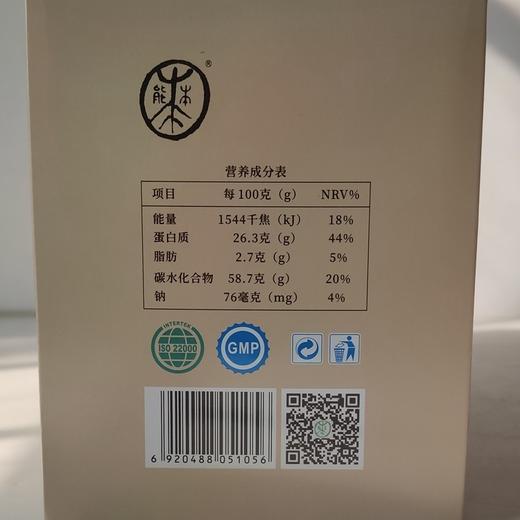 能本
®
营养成分表
项目 每100克（g） NRV%
能量 1544千焦（kJ） 18%
蛋白质 26.3克（g） 44%
脂肪 2.7克（g） 5%
碳水化合物 58.7克（g） 20%
钠 76毫克（mg） 4%
INTERTEK
ISO 22000
GMP
6 920488 051056